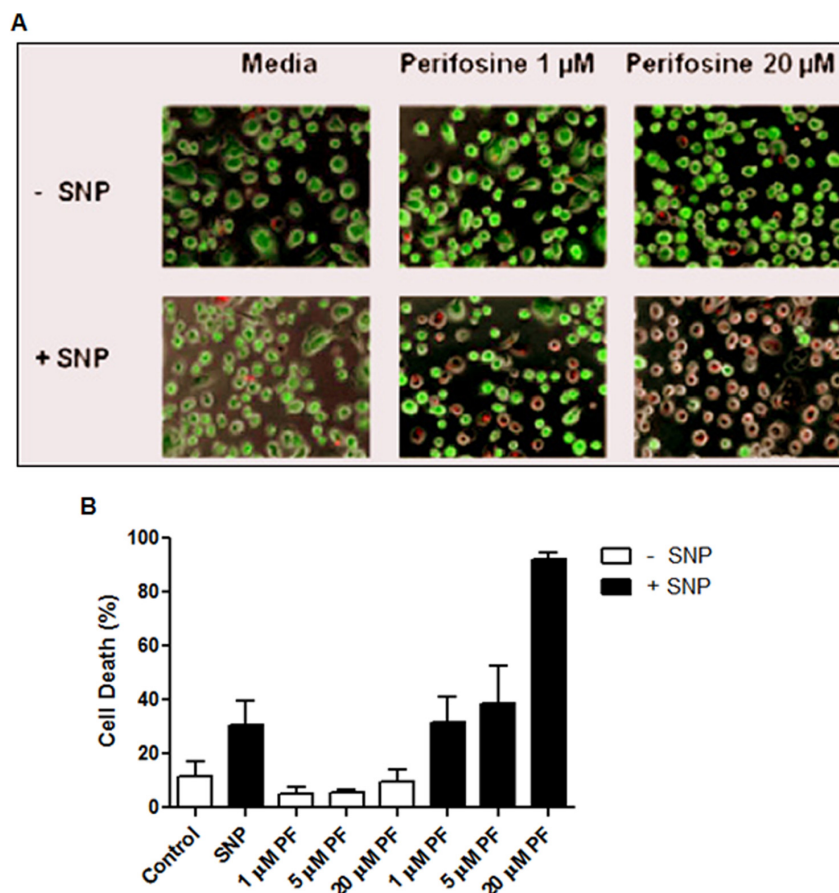 A
Media Perifosine 1 µM Perifosine 20 µM
- SNP
+ SNP
B
Cell Death (%)
100
80
60
40
20
0
- SNP
+ SNP
Control SNP 1 µM PF 5 µM PF 20 µM PF 1 µM PF 5 µM PF 20 µM PF